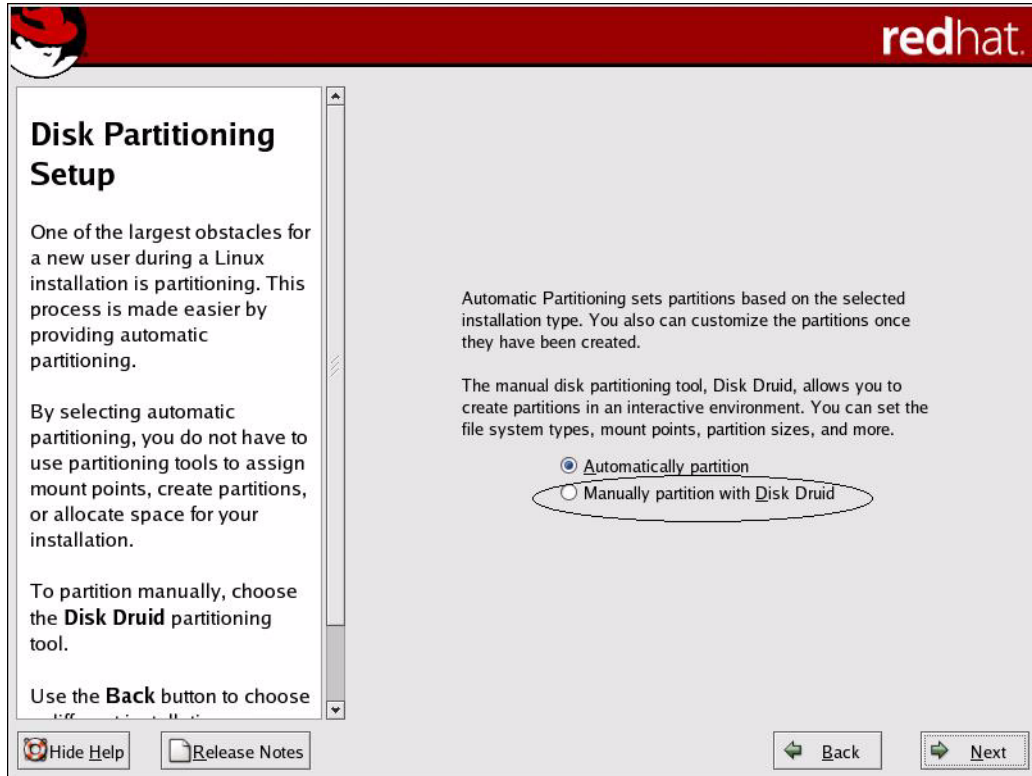 redhat.
Disk Partitioning
Setup
One of the largest obstacles for
a new user during a Linux
installation is partitioning. This
process is made easier by
providing automatic
partitioning.
By selecting automatic
partitioning, you do not have to
use partitioning tools to assign
mount points, create partitions,
or allocate space for your
installation.
To partition manually, choose
the Disk Druid partitioning
tool.
Use the Back button to choose
Automatic Partitioning sets partitions based on the selected
installation type. You also can customize the partitions once
they have been created.
The manual disk partitioning tool, Disk Druid, allows you to
create partitions in an interactive environment. You can set the
file system types, mount points, partition sizes, and more.
Automatically partition
Manually partition with Disk Druid
Hide Help
Release Notes
Back
Next